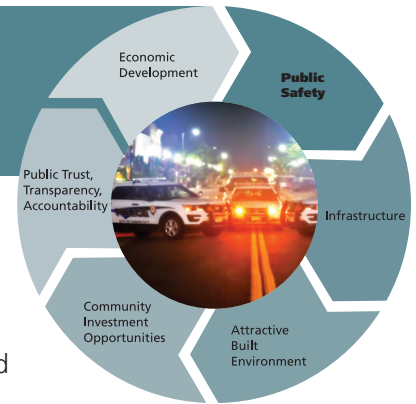 Economic
Development
Public
Safety
Public Trust,
Transparency,
Accountability
Infrastructure
Community
Investment
Opportunities
Attractive
Built
Environment